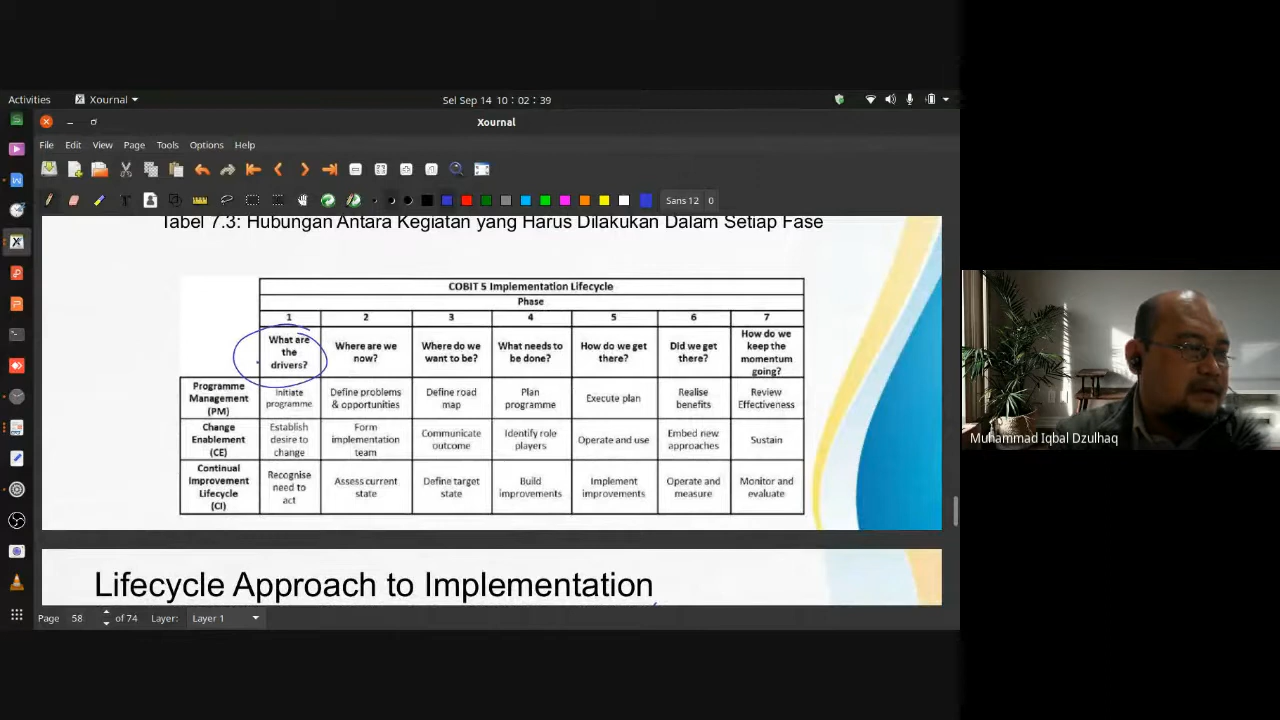 Activities
Xournal
Sel Sep 14 10 : 02 : 39
Xournal
File Edit View Page Tools Options Help
Sans 12 0
Tabel 7.3: Hubungan Antara Kegiatan yang Harus Dilakukan Dalam Setiap Fase
COBIT 5 Implementation Lifecycle
Phase
1 2 3 4 5 6 7
What are the drivers?
Where are we now?
Where do we want to be?
What needs to be done?
How do we get there?
Did we get there?
How do we keep the momentum going?
Programme Management (PM)
Initiate programme
Define problems & opportunities
Define road map
Plan programme
Execute plan
Realise benefits
Review Effectiveness
Change Enablement (CE)
Establish desire to change
Form implementation team
Communicate outcome
Identify role players
Operate and use
Embed new approaches
Sustain
Continual Improvement Lifecycle (CI)
Recognise need to act
Assess current state
Define target state
Build improvements
Implement improvements
Operate and measure
Monitor and evaluate
Lifecycle Approach to Implementation
Page 58 of 74 Layer: Layer 1
Muhammad Iqbal Dzulhaq